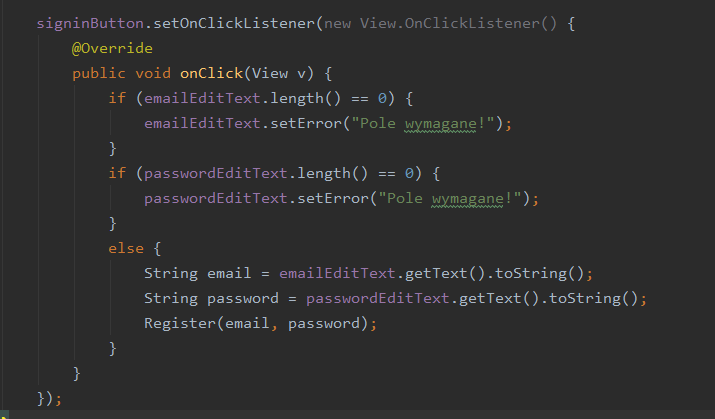 signinButton.setOnClickListener(new View.OnClickListener() {
@Override
public void onClick(View v) {
if (emailEditText.length() == 0) {
emailEditText.setError("Pole wymagane!");
}
if (passwordEditText.length() == 0) {
passwordEditText.setError("Pole wymagane!");
}
else {
String email = emailEditText.getText().toString();
String password = passwordEditText.getText().toString();
Register(email, password);
}
}
});